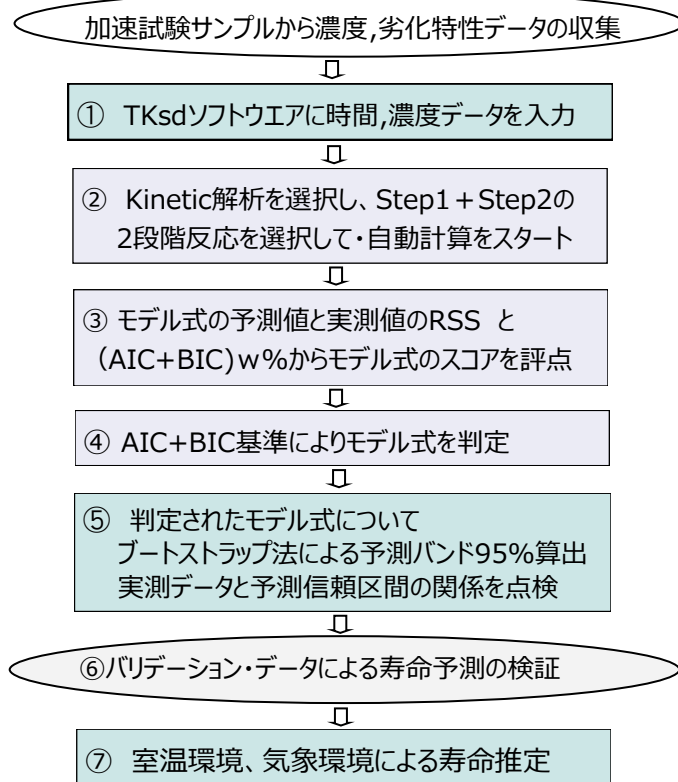 加速試験サンプルから濃度,劣化特性データの収集
① TKsdソフトウエアに時間,濃度データを入力
② Kinetic解析を選択し、Step1+Step2の
2段階反応を選択して・自動計算をスタート
③ モデル式の予測値と実測値のRSS と
(AIC+BIC)w%からモデル式のスコアを評点
④ AIC+BIC基準によりモデル式を判定
⑤ 判定されたモデル式について
ブートストラップ法による予測バンド95%算出
実測データと予測信頼区間の関係を点検
⑥バリデーション・データによる寿命予測の検証
⑦ 室温環境、気象環境による寿命推定